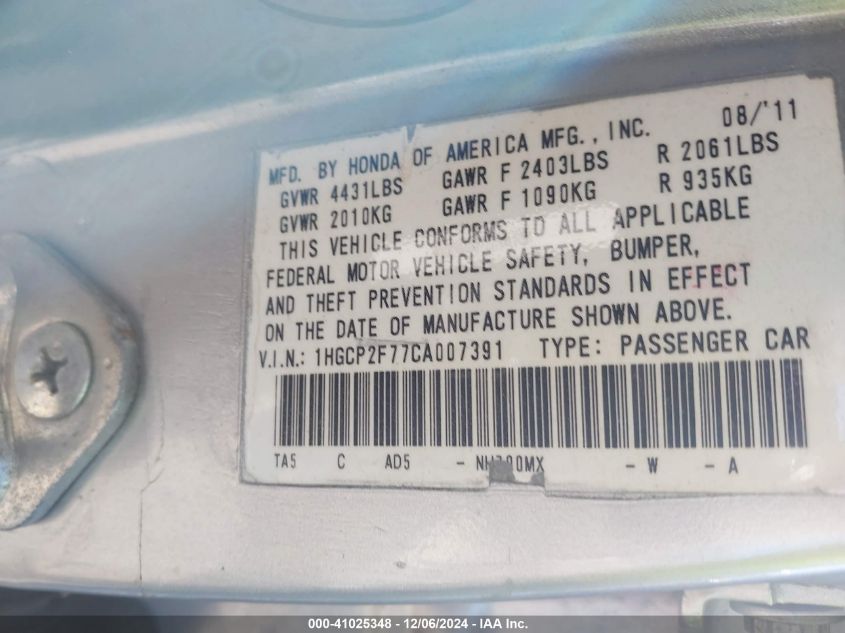 MFD. BY HONDA OF AMERICA MFG., INC. 08/'11
GVWR 4431LBS GAWR F 2403LBS R 2061LBS
GVWR 2010KG GAWR F 1090KG R 935KG
THIS VEHICLE CONFORMS TO ALL APPLICABLE
FEDERAL MOTOR VEHICLE SAFETY, BUMPER,
AND THEFT PREVENTION STANDARDS IN EFFECT
ON THE DATE OF MANUFACTURE SHOWN ABOVE.
V.I.N.: 1HGCP2F77CA007391 TYPE: PASSENGER CAR
TA5 C AD5 - - W - A
000-41025348 - 12/06/2024 - IAA Inc.